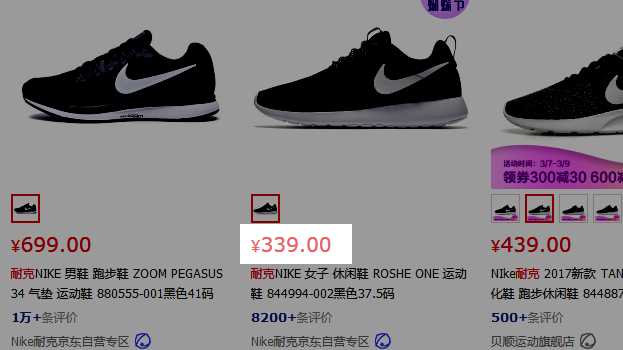 蝴蝶节
活动时间：3/7-3/9
领券300减30 600
¥699.00
¥339.00
¥439.00
耐克NIKE 男鞋 跑步鞋 ZOOM PEGASUS
34 气垫 运动鞋 880555-001黑色41码
耐克NIKE 女子 休闲鞋 ROSHE ONE 运动
鞋 844994-002黑色37.5码
NIke耐克 2017新款 TAN
化鞋 跑步休闲鞋 84488
1万+条评价
8200+条评价
500+条评价
Nike耐克京东自营专区
Nike耐克京东自营专区
贝顺运动旗舰店